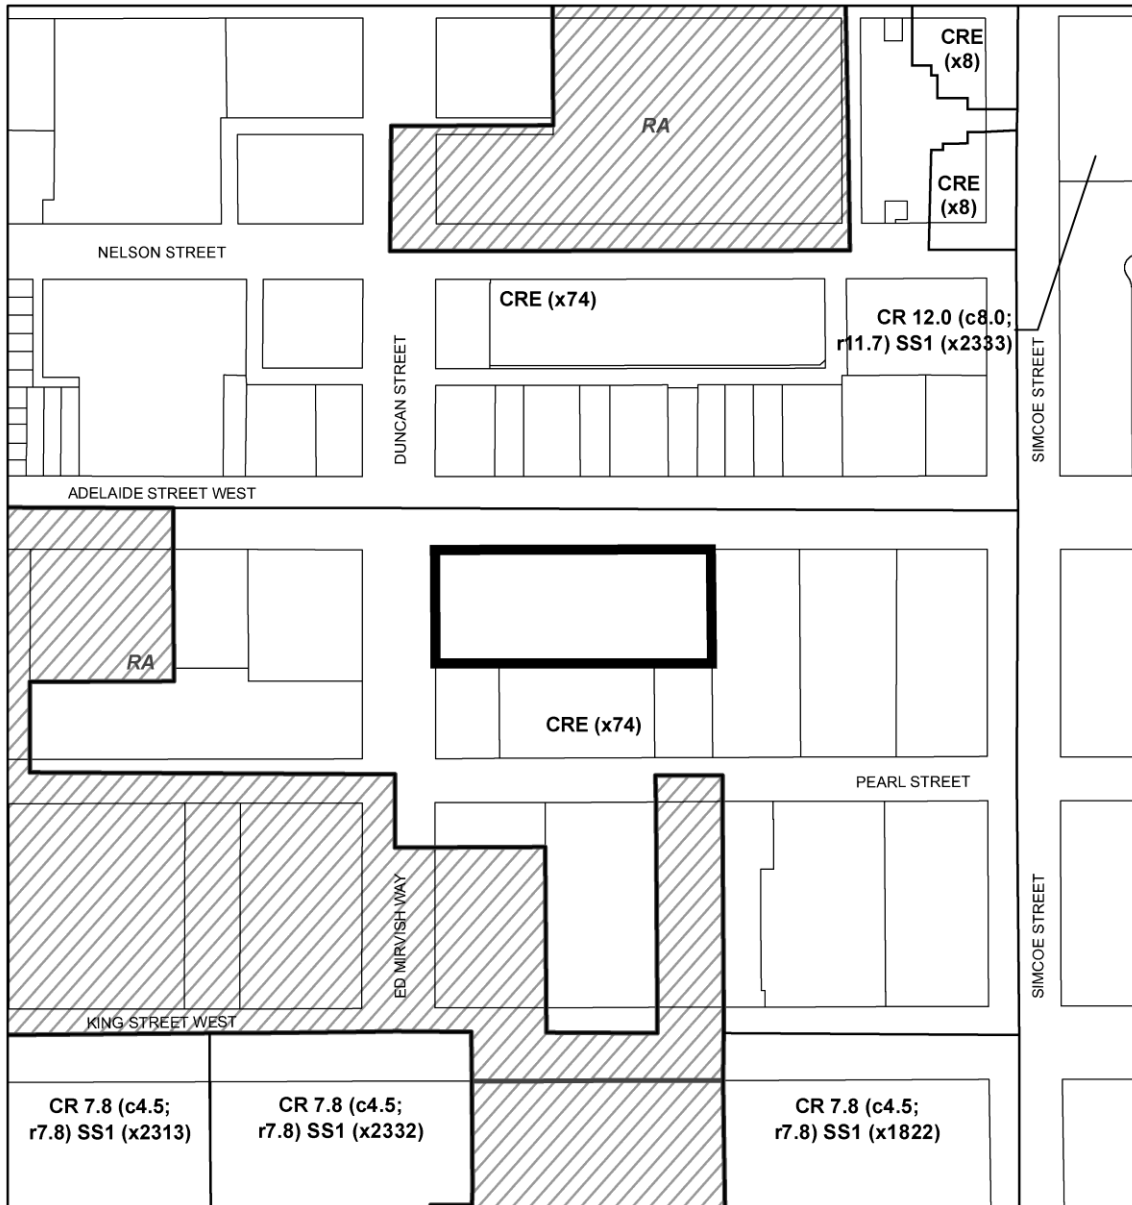 CRE
(x8)
RA
CRE
(x8)
NELSON STREET
CRE (x74)
CR 12.0 (c8.0;
r11.7) SS1 (x2333)
DUNCAN STREET
SIMCOE STREET
ADELAIDE STREET WEST
RA
CRE (x74)
PEARL STREET
ED MIRVISH WAY
SIMCOE STREET
KING STREET WEST
CR 7.8 (c4.5;
r7.8) SS1 (x2313)
CR 7.8 (c4.5;
r7.8) SS1 (x2332)
CR 7.8 (c4.5;
r7.8) SS1 (x1822)